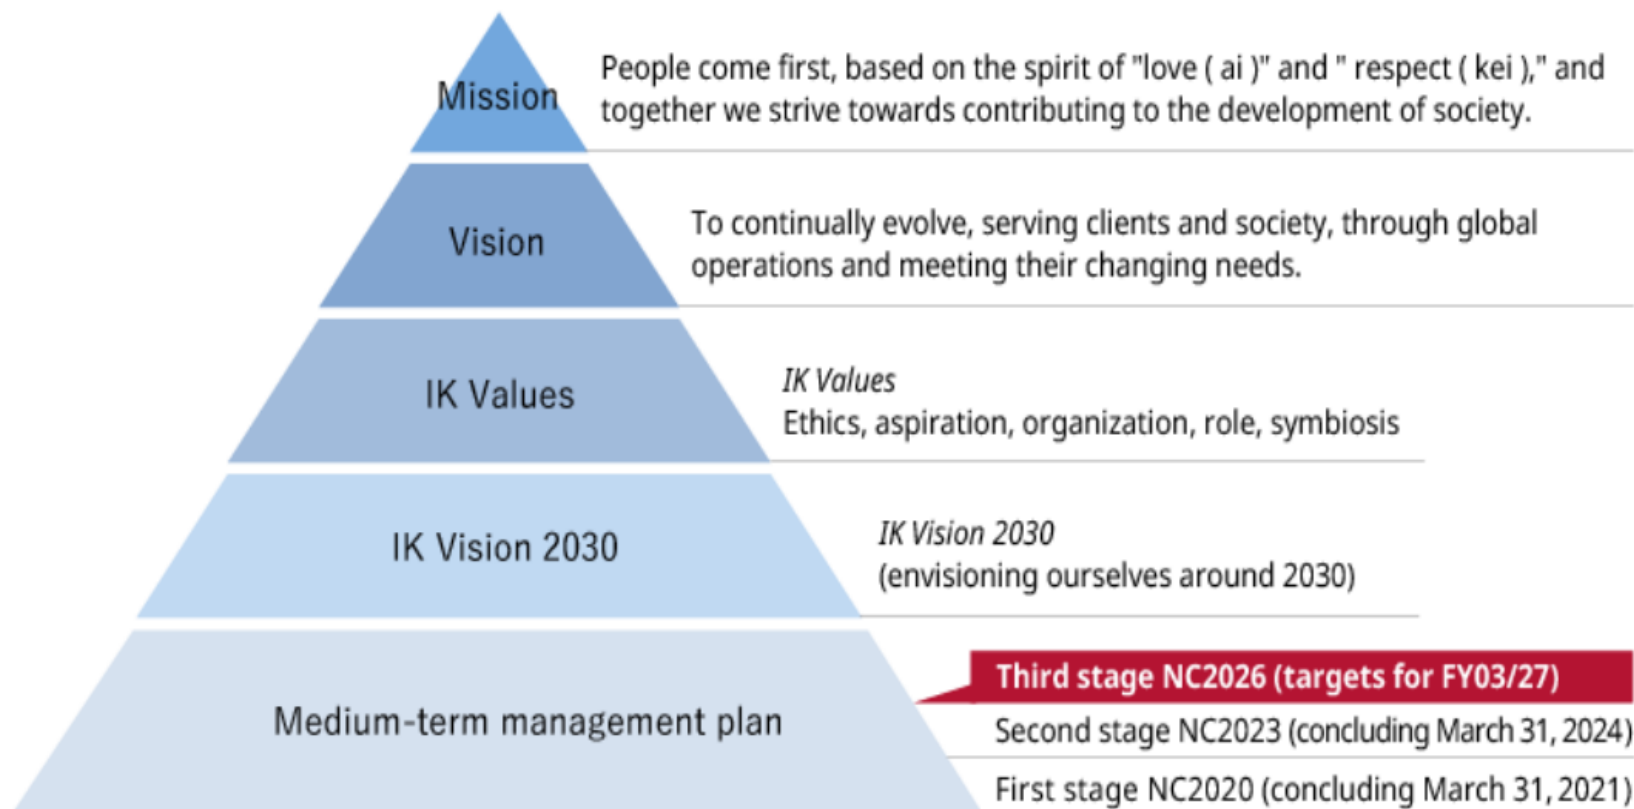 Mission
People come first, based on the spirit of "love ( ai )" and " respect ( kei )," and
together we strive towards contributing to the development of society.
Vision
To continually evolve, serving clients and society, through global
operations and meeting their changing needs.
IK Values
IK Values
Ethics, aspiration, organization, role, symbiosis
IK Vision 2030
IK Vision 2030
(envisioning ourselves around 2030)
Medium-term management plan
Third stage NC2026 (targets for FY03/27)
Second stage NC2023 (concluding March 31, 2024)
First stage NC2020 (concluding March 31, 2021)